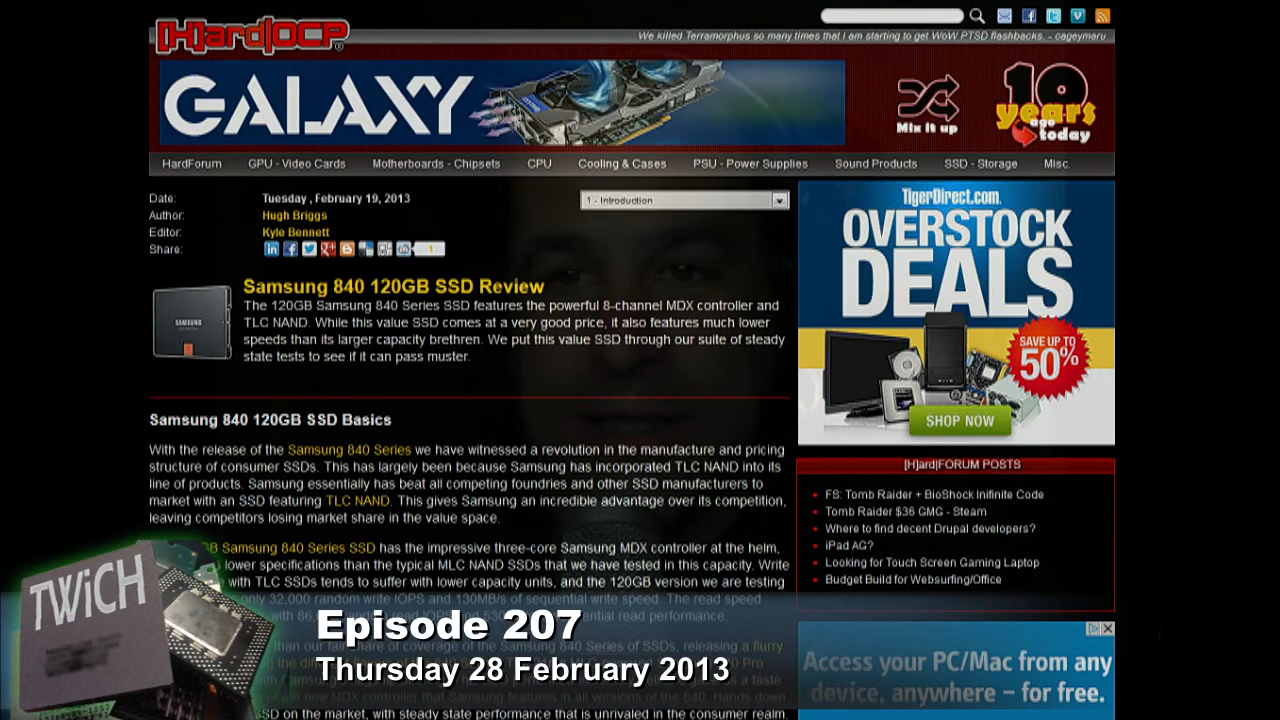 [H]ard|OCP®
We killed Terramorphus so many times that I am starting to get WoW PTSD flashbacks. - cageymaru
GALAXY
Mix it up
10 years ago today
HardForum GPU - Video Cards Motherboards - Chipsets CPU Cooling & Cases PSU - Power Supplies Sound Products SSD - Storage Misc.
Date: Tuesday , February 19, 2013
Author: Hugh Briggs
Editor: Kyle Bennett
Share: 1
1 - Introduction
Samsung 840 120GB SSD Review
The 120GB Samsung 840 Series SSD features the powerful 8-channel MDX controller and
TLC NAND. While this value SSD comes at a very good price, it also features much lower
speeds than its larger capacity brethren. We put this value SSD through our suite of steady
state tests to see if it can pass muster.
SAMSUNG
Samsung 840 120GB SSD Basics
With the release of the Samsung 840 Series we have witnessed a revolution in the manufacture and pricing
structure of consumer SSDs. This has largely been because Samsung has incorporated TLC NAND into its
line of products. Samsung essentially has beat all competing foundries and other SSD manufacturers to
market with an SSD featuring TLC NAND. This gives Samsung an incredible advantage over its competition,
leaving competitors losing market share in the value space.
GB Samsung 840 Series SSD has the impressive three-core Samsung MDX controller at the helm,
lower specifications than the typical MLC NAND SSDs that we have tested in this capacity. Write
with TLC SSDs tends to suffer with lower capacity units, and the 120GB version we are testing
only 32,000 random write IOPS and 130MB/s of sequential write speed. The read speed
than our fair share of coverage of the Samsung 840 Series of SSDs, releasing a flurry
new MDX controller that Samsung features in all versions of the 840. Hands down
SSD on the market, with steady state performance that is unrivaled in the consumer realm.
TigerDirect.com
OVERSTOCK
DEALS
SAVE UP TO
50%
SHOP NOW
[H]ard|FORUM POSTS
FS: Tomb Raider + BioShock Inifinite Code
Tomb Raider $36 GMG - Steam
Where to find decent Drupal developers?
iPad AG?
Looking for Touch Screen Gaming Laptop
Budget Build for Websurfing/Office
Access your PC/Mac from any
device, anywhere – for free.
TWiCH
Episode 207
Thursday 28 February 2013